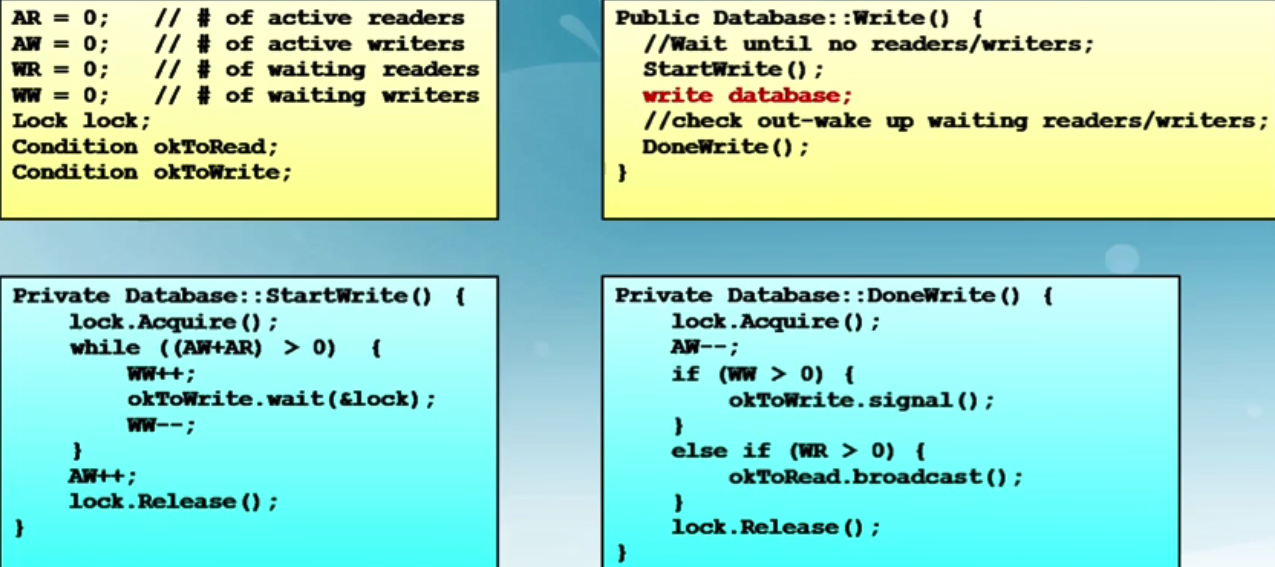 AR = 0;   // # of active readers
AW = 0;   // # of active writers
WR = 0;   // # of waiting readers
WW = 0;   // # of waiting writers
Lock lock;
Condition okToRead;
Condition okToWrite;
Public Database::Write() {
  //Wait until no readers/writers;
  StartWrite();
  write database;
  //check out-wake up waiting readers/writers;
  DoneWrite();
}
Private Database::StartWrite() {
    lock.Acquire();
    while ((AW+AR) > 0)  {
        WW++;
        okToWrite.wait(&lock);
        WW--;
    }
    AW++;
    lock.Release();
}
Private Database::DoneWrite() {
    lock.Acquire();
    AW--;
    if (WW > 0) {
        okToWrite.signal();
    }
    else if (WR > 0) {
        okToRead.broadcast();
    }
    lock.Release();
}